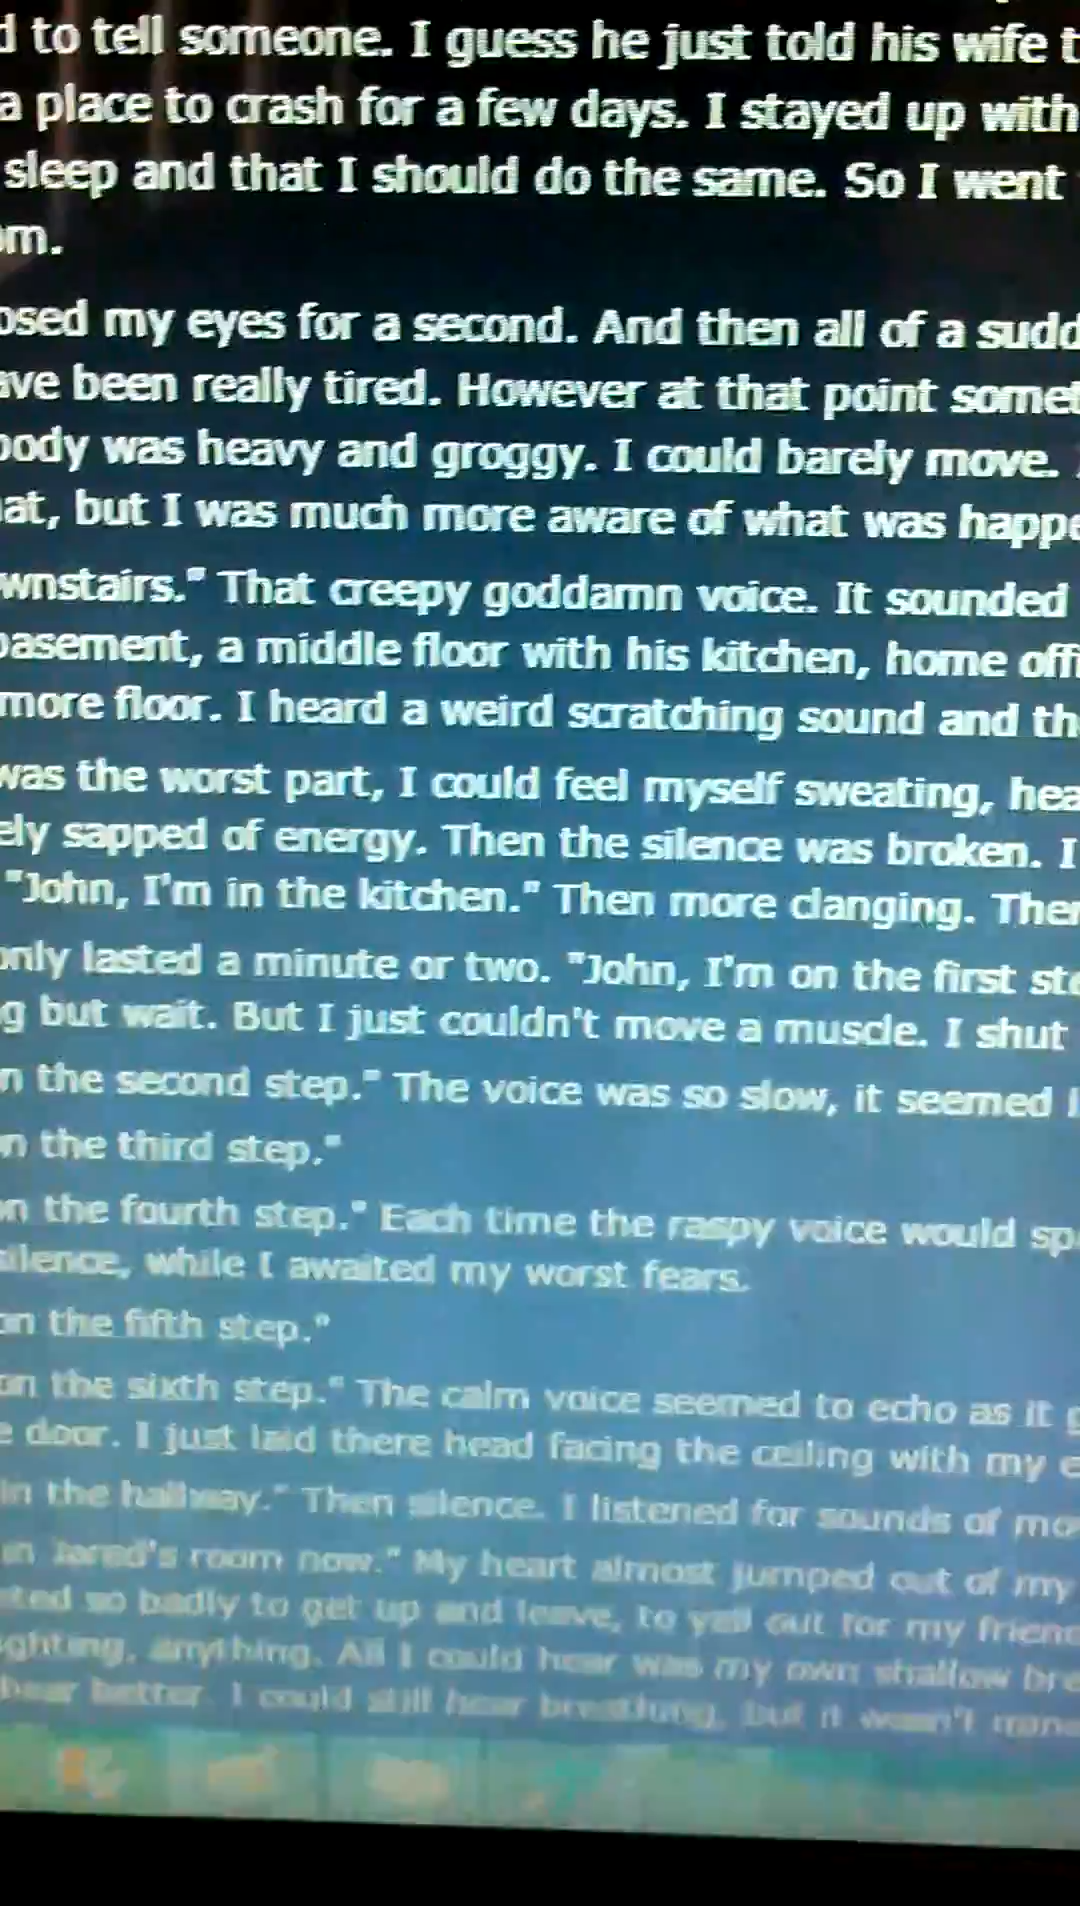 d to tell someone. I guess he just told his wife t
a place to crash for a few days. I stayed up with
sleep and that I should do the same. So I went
om.
osed my eyes for a second. And then all of a sudd
ave been really tired. However at that point somet
body was heavy and groggy. I could barely move.
at, but I was much more aware of what was happe
wnstairs." That creepy goddamn voice. It sounded
basement, a middle floor with his kitchen, home offi
more floor. I heard a weird scratching sound and th
was the worst part, I could feel myself sweating, hea
ely sapped of energy. Then the silence was broken. I
"John, I'm in the kitchen." Then more clanging. Ther
only lasted a minute or two. "John, I'm on the first ste
g but wait. But I just couldn't move a muscle. I shut
n the second step." The voice was so slow, it seemed l
n the third step."
on the fourth step." Each time the raspy voice would spe
silence, while I awaited my worst fears.
on the fifth step."
on the sixth step." The calm voice seemed to echo as it g
e door. I just laid there head facing the ceiling with my e
in the hallway." Then silence. I listened for sounds of mo
in Jared's room now." My heart almost jumped out of my
nted so badly to get up and leave, to yell out for my friend
ghting, anything. All I could hear was my own shallow bre
hear better. I could still hear breathing, but it wasn't mine